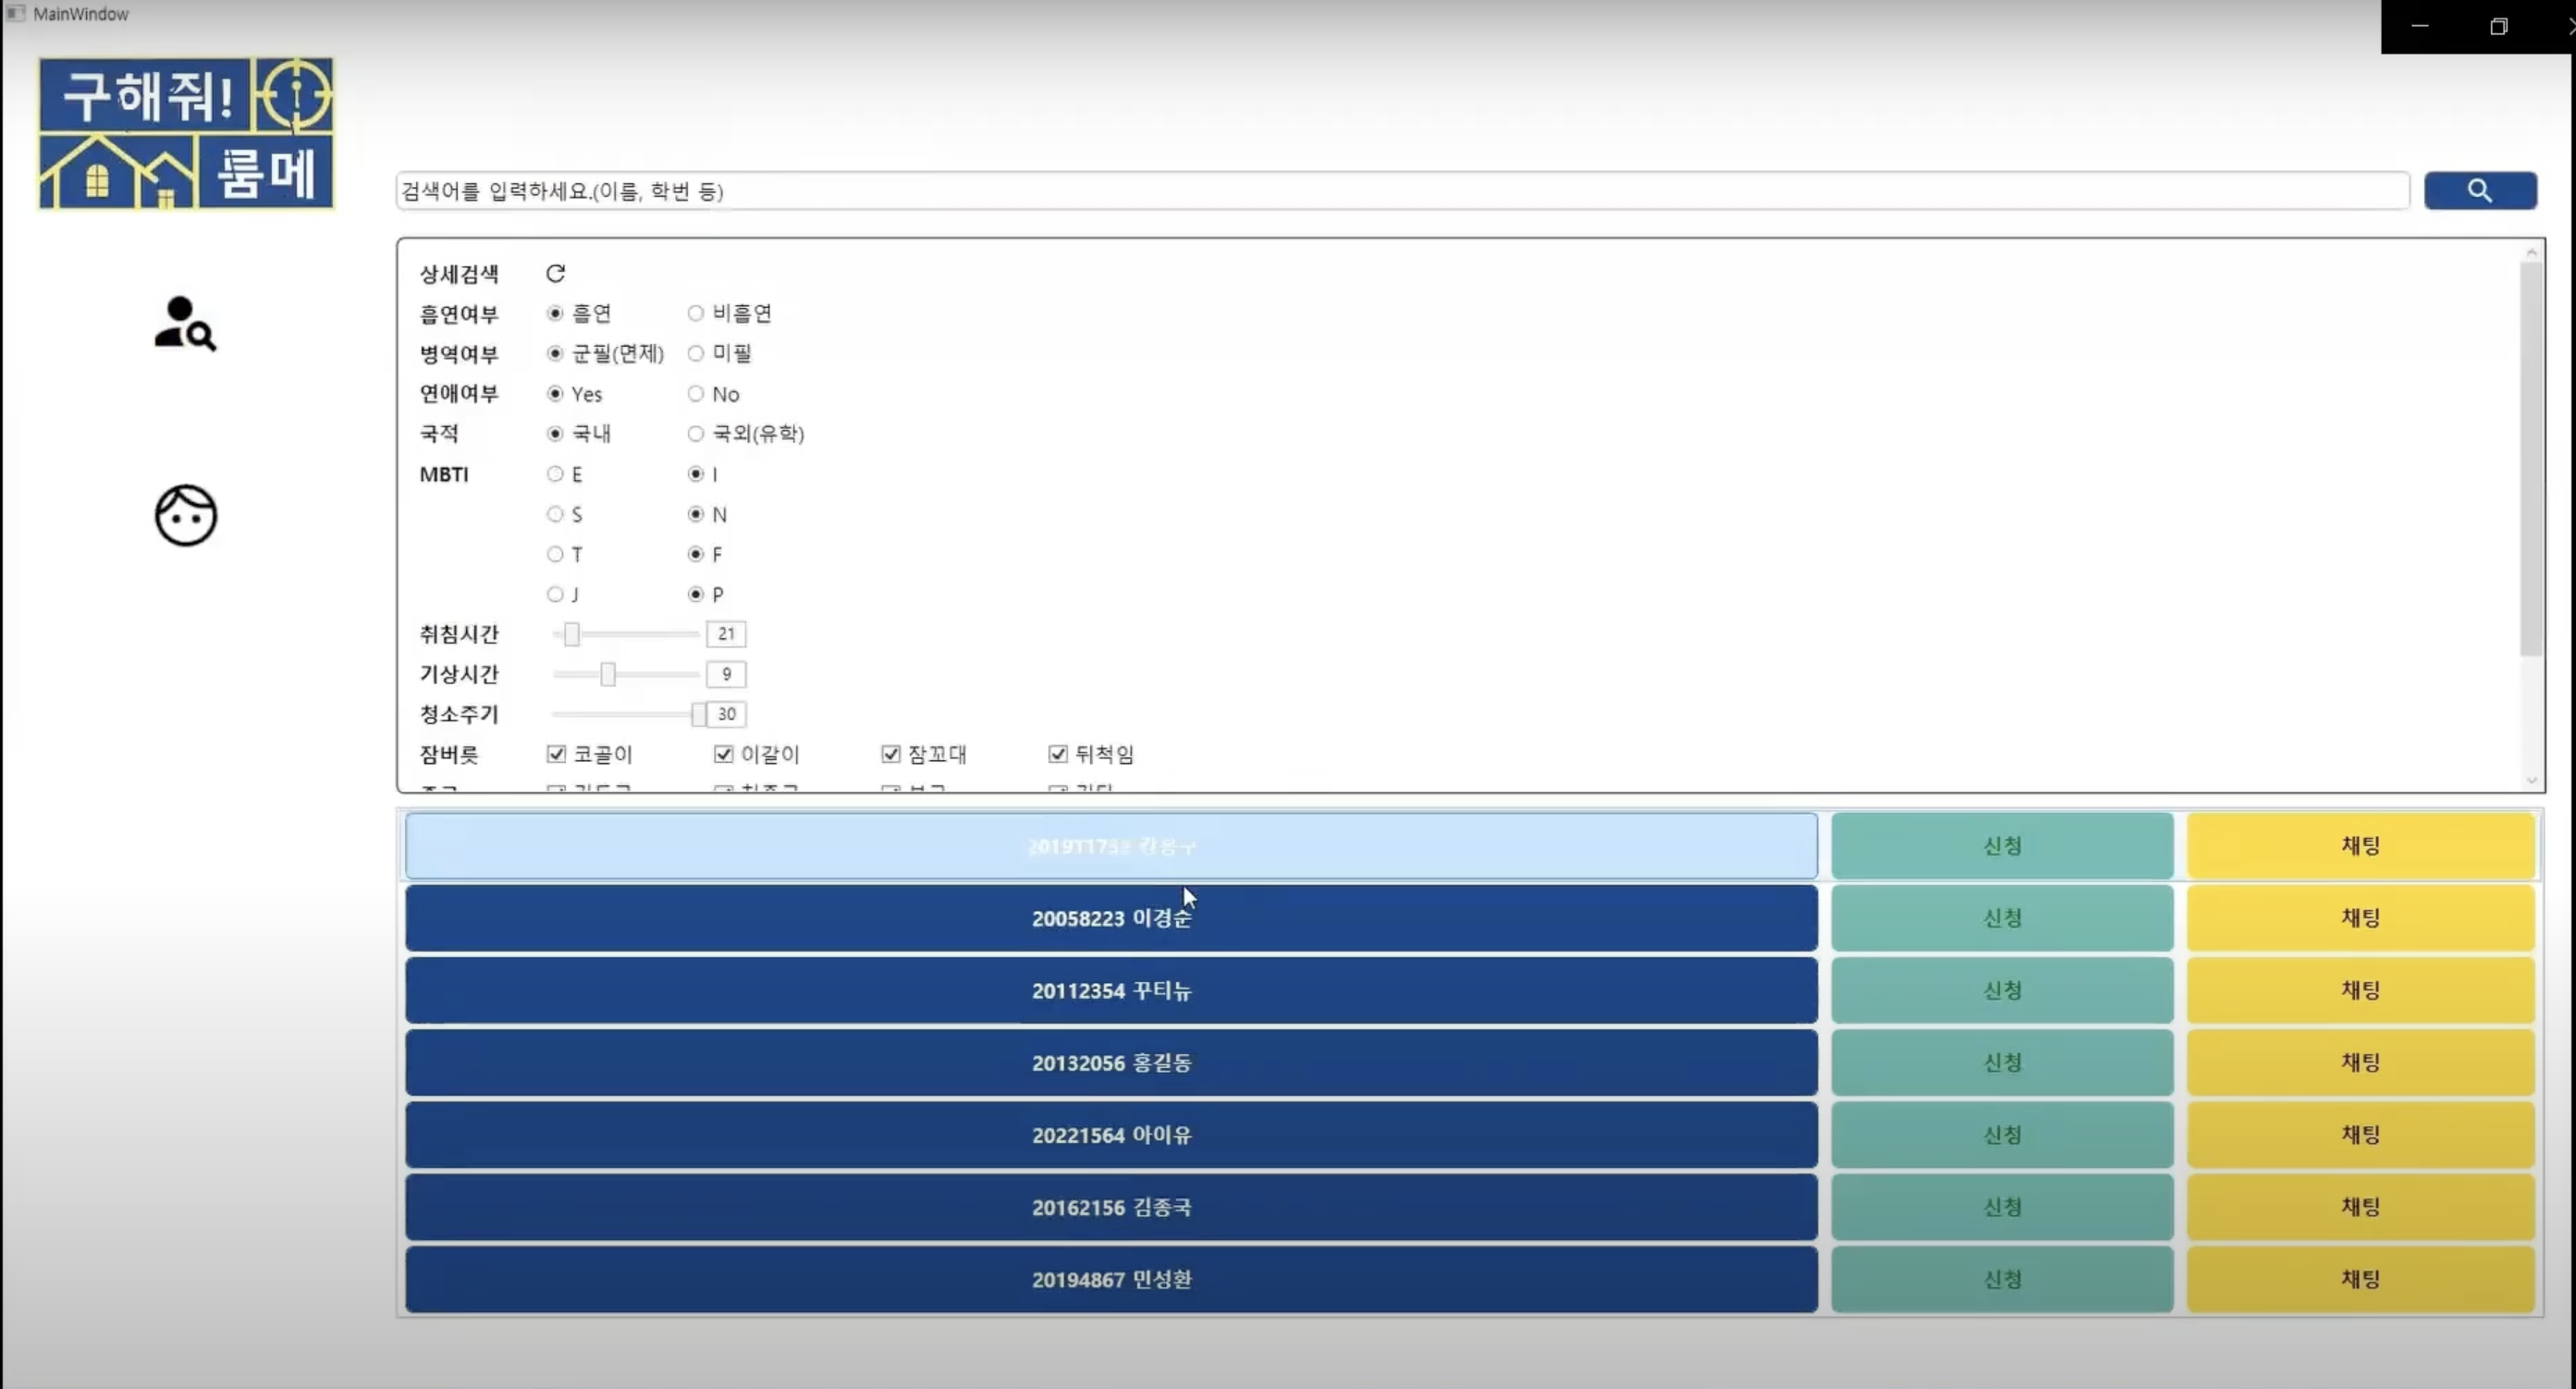 MainWindow
구해줘!
룸메
검색어를 입력하세요.(이름, 학번 등)
상세검색
흡연여부 흡연 비흡연
병역여부 군필(면제) 미필
연애여부 Yes No
국적 국내 국외(유학)
MBTI E I
S N
T F
J P
취침시간 21
기상시간 9
청소주기 30
잠버릇 코골이 이갈이 잠꼬대 뒤척임
신청 채팅
20058223 이경순 신청 채팅
20112354 꾸티뉴 신청 채팅
20132056 홍길동 신청 채팅
20221564 아이유 신청 채팅
20162156 김종국 신청 채팅
20194867 민성환 신청 채팅